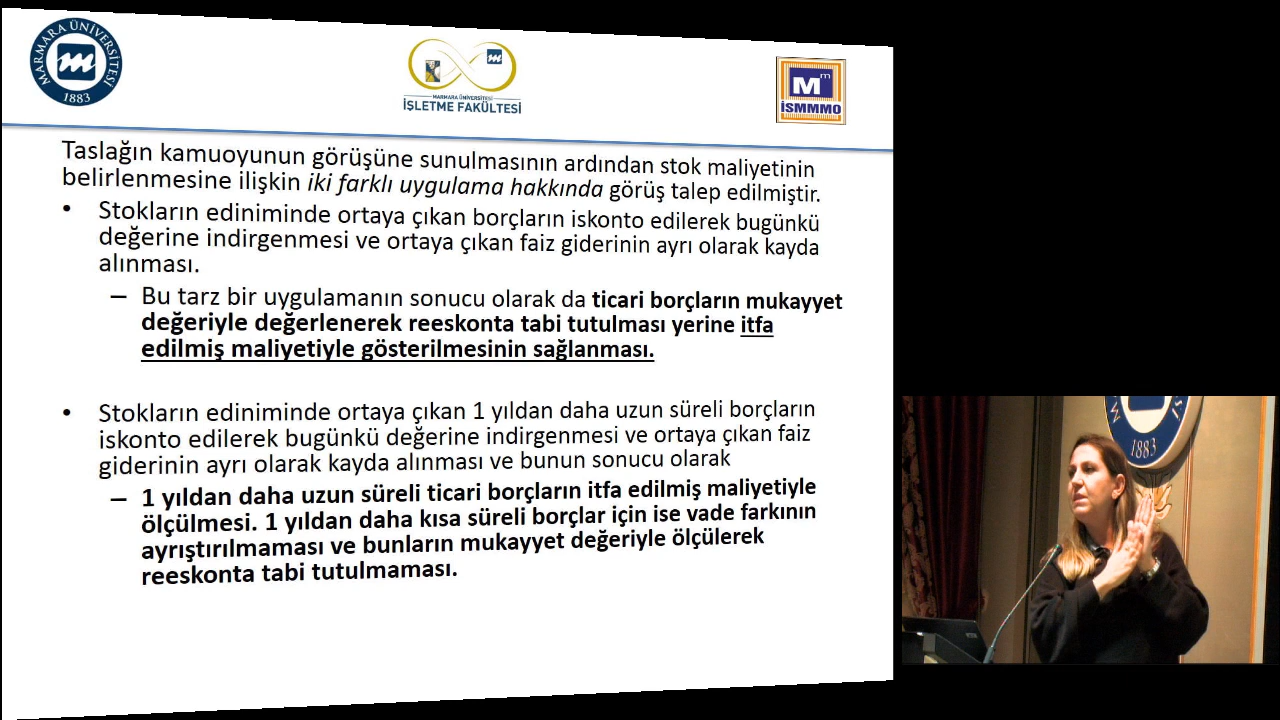 MARMARA ÜNİVERSİTESİ
1883
MARMARA ÜNİVERSİTESİ
İŞLETME FAKÜLTESİ
Mm
İSMMMO
Taslağın kamuoyunun görüşüne sunulmasının ardından stok maliyetinin
belirlenmesine ilişkin iki farklı uygulama hakkında görüş talep edilmiştir.
• Stokların ediniminde ortaya çıkan borçların iskonto edilerek bugünkü
değerine indirgenmesi ve ortaya çıkan faiz giderinin ayrı olarak kayda
alınması.
– Bu tarz bir uygulamanın sonucu olarak da ticari borçların mukayyet
değeriyle değerlenerek reeskonta tabi tutulması yerine itfa
edilmiş maliyetiyle gösterilmesinin sağlanması.
• Stokların ediniminde ortaya çıkan 1 yıldan daha uzun süreli borçların
iskonto edilerek bugünkü değerine indirgenmesi ve ortaya çıkan faiz
giderinin ayrı olarak kayda alınması ve bunun sonucu olarak
– 1 yıldan daha uzun süreli ticari borçların itfa edilmiş maliyetiyle
ölçülmesi. 1 yıldan daha kısa süreli borçlar için ise vade farkının
ayrıştırılmaması ve bunların mukayyet değeriyle ölçülerek
reeskonta tabi tutulmaması.
1883